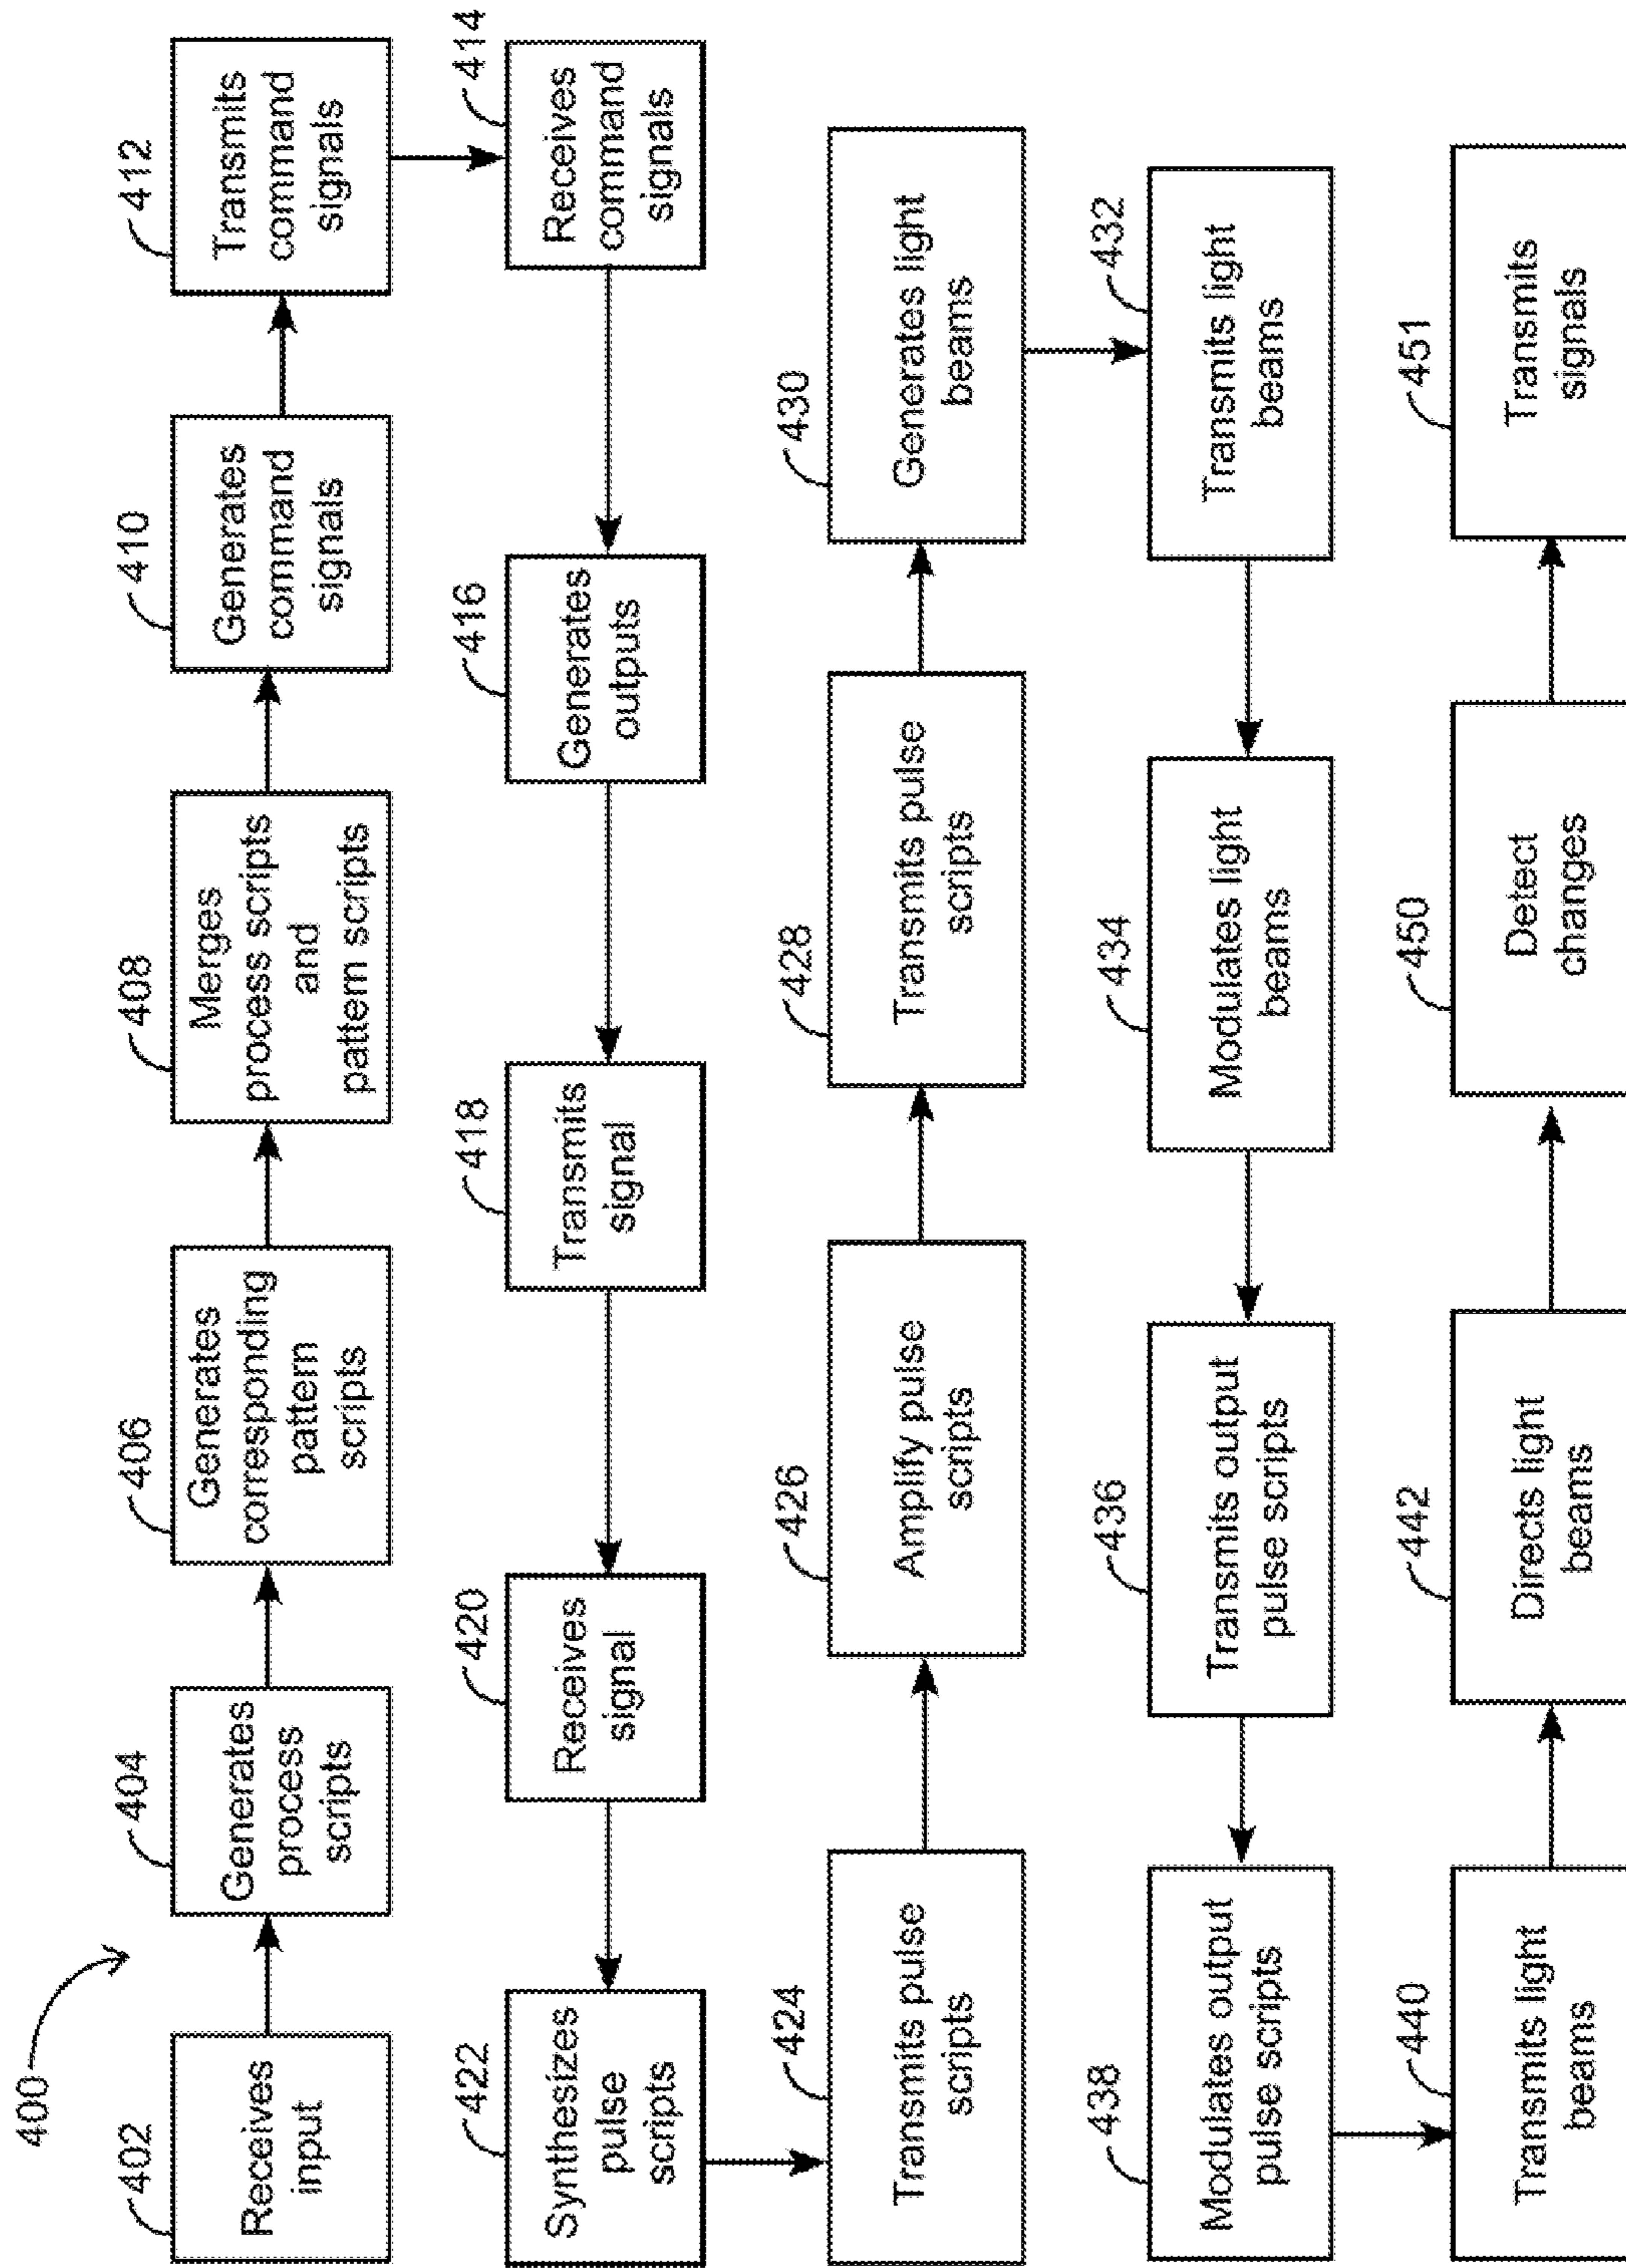 400
402
Receives
input
404
Generates
process
scripts
406
Generates
corresponding
pattern
scripts
408
Merges
process scripts
and
pattern scripts
410
Generates
command
signals
412
Transmits
command
signals
414
Receives
command
signals
416
Generates
outputs
418
Transmits
signal
420
Receives
signal
422
Synthesizes
pulse
scripts
424
Transmits pulse
scripts
426
Amplify pulse
scripts
428
Transmits pulse
scripts
430
Generates light
beams
432
Transmits light
beams
434
Modulates light
beams
436
Transmits output
pulse scripts
438
Modulates output
pulse scripts
440
Transmits light
beams
442
Directs light
beams
450
Detect
changes
451
Transmits
signals